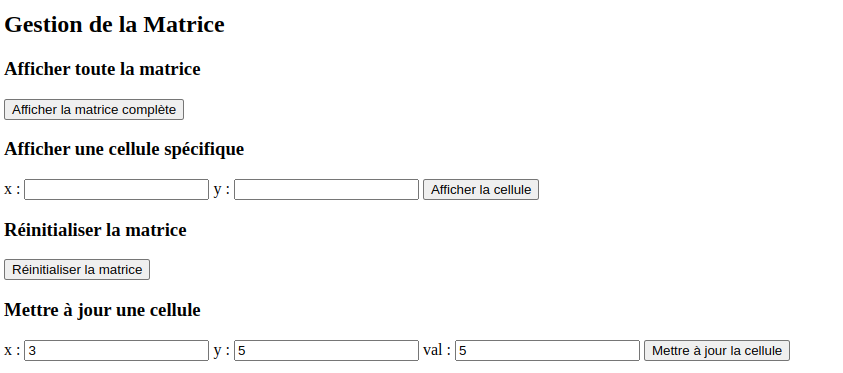 Gestion de la Matrice
Afficher toute la matrice
Afficher la matrice complète
Afficher une cellule spécifique
x : y : Afficher la cellule
Réinitialiser la matrice
Réinitialiser la matrice
Mettre à jour une cellule
x : 3 y : 5 val : 5 Mettre à jour la cellule